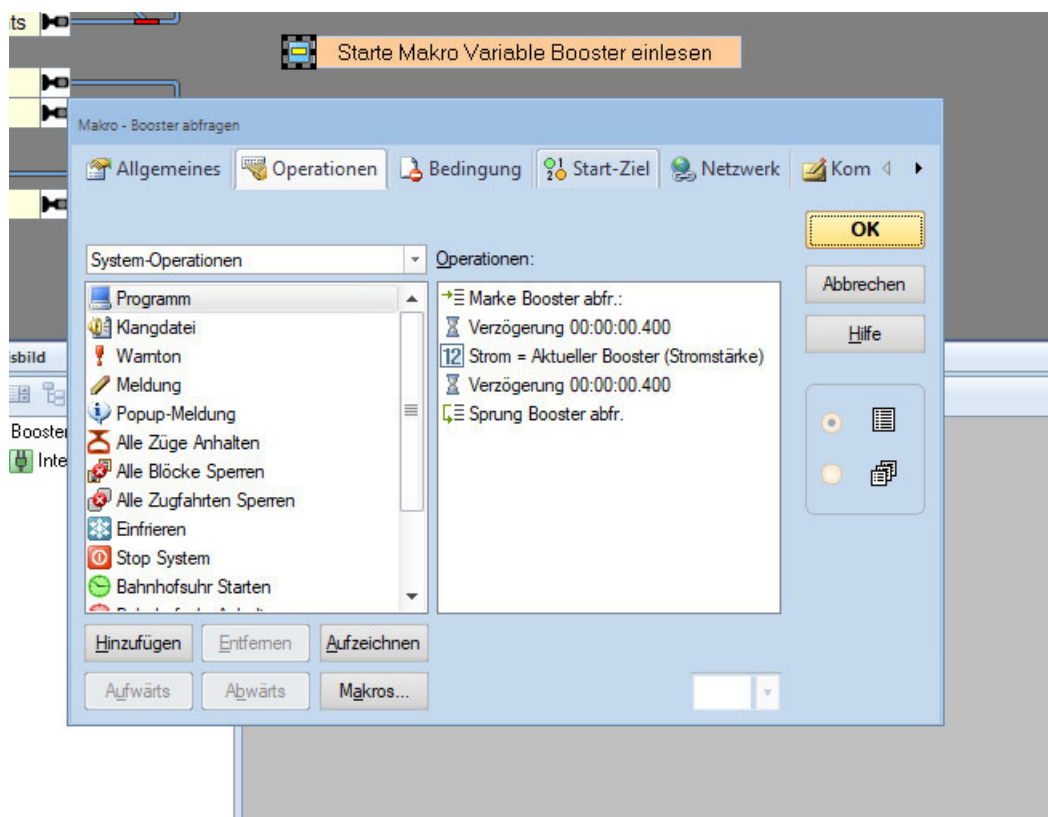 ts
Starte Makro Variable Booster einlesen
Makro - Booster abfragen
Allgemeines Operationen Bedingung Start-Ziel Netzwerk Kom
OK
System-Operationen
Operationen:
Abbrechen
Programm
Marke Booster abfr.:
Klangdatei
Verzögerung 00:00:00.400
Hilfe
Warnton
12 Strom = Aktueller Booster (Stromstärke)
sbild
Meldung
Verzögerung 00:00:00.400
Popup-Meldung
Sprung Booster abfr.
Booster
Alle Züge Anhalten
Inte
Alle Blöcke Sperren
Alle Zugfahrten Sperren
Einfrieren
Stop System
Bahnhofsuhr Starten
Hinzufügen Entfernen Aufzeichnen
Aufwärts Abwärts Makros...